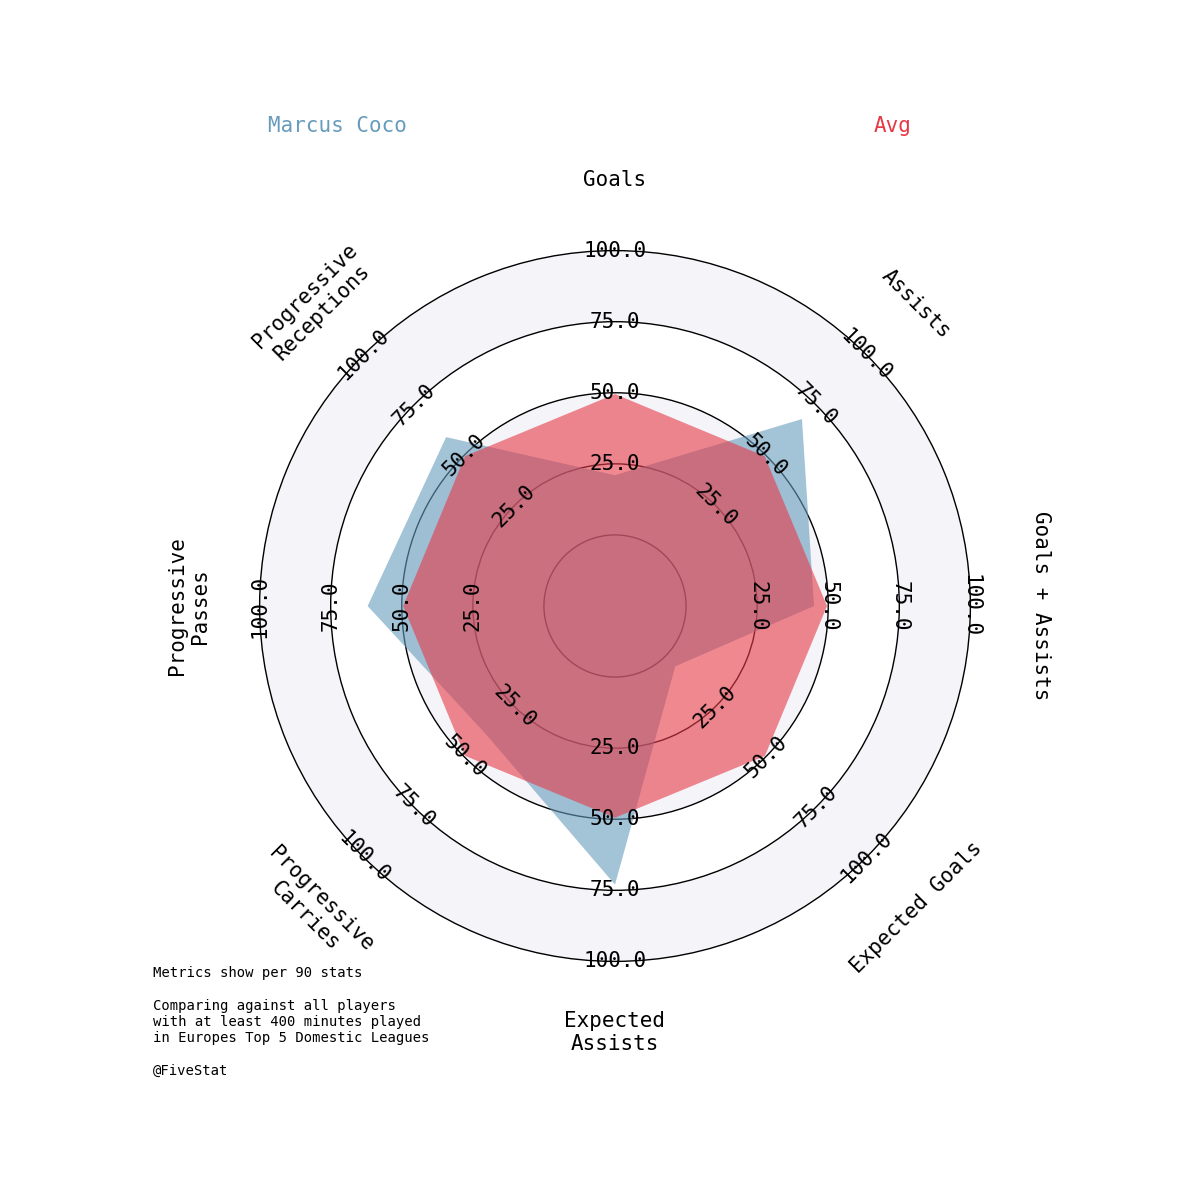 Marcus Coco
Avg
Goals
Assists
Goals + Assists
Expected Goals
Expected
Assists
Progressive
Carries
Progressive
Passes
Progressive
Receptions
25.0
50.0
75.0
100.0
25.0
50.0
75.0
100.0
25.0
50.0
75.0
100.0
25.0
50.0
75.0
100.0
25.0
50.0
75.0
100.0
25.0
50.0
75.0
100.0
25.0
50.0
75.0
100.0
25.0
50.0
75.0
100.0
Metrics show per 90 stats
Comparing against all players
with at least 400 minutes played
in Europes Top 5 Domestic Leagues
@FiveStat